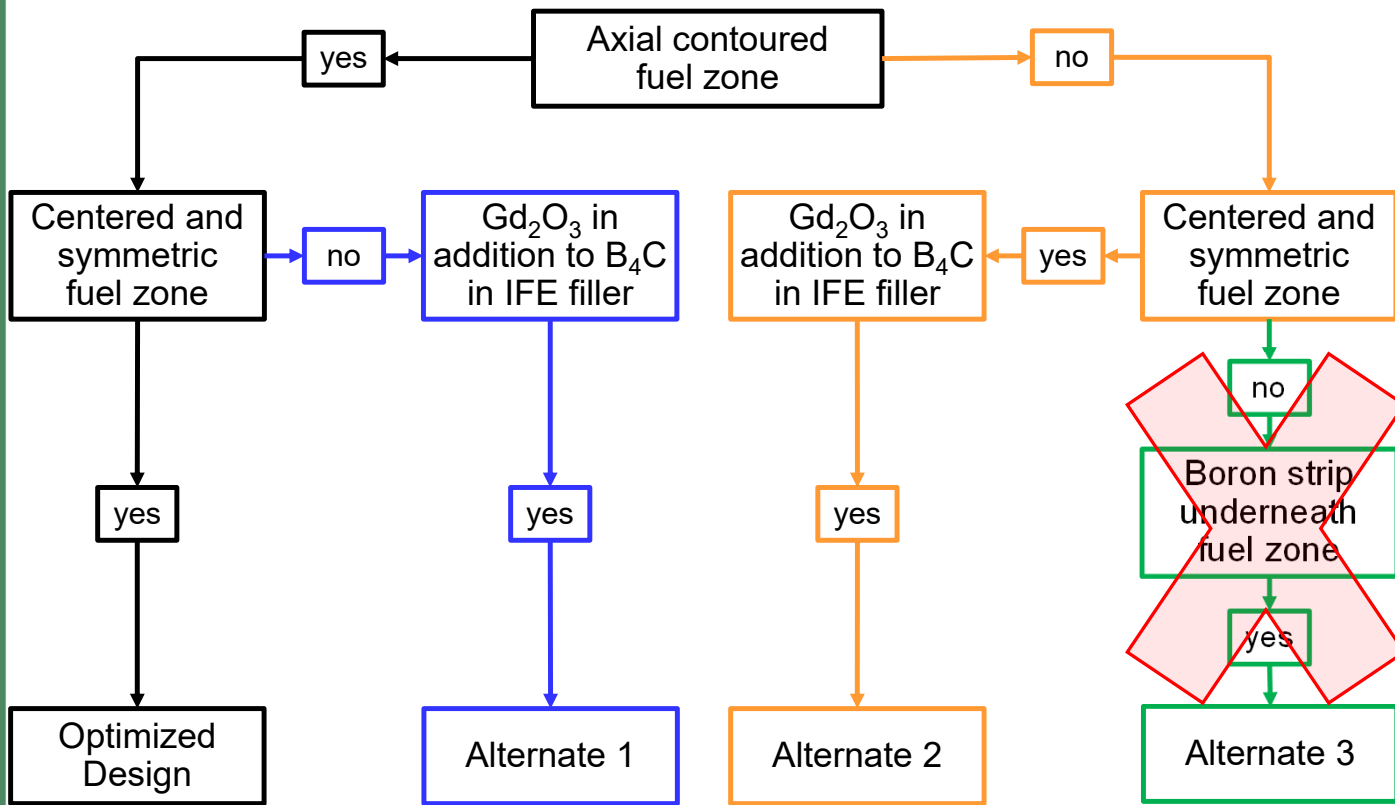 Axial contoured
fuel zone
yes
no
Centered and
symmetric
fuel zone
no
Gd₂O₃ in
addition to B₄C
in IFE filler
Gd₂O₃ in
addition to B₄C
in IFE filler
yes
Centered and
symmetric
fuel zone
no
Boron strip
underneath
fuel zone
yes
yes
yes
yes
Optimized
Design
Alternate 1
Alternate 2
Alternate 3